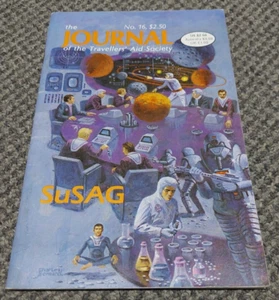 the
No. 16, $2.50
JOURNAL
of the Travellers' Aid Society
SuSAG